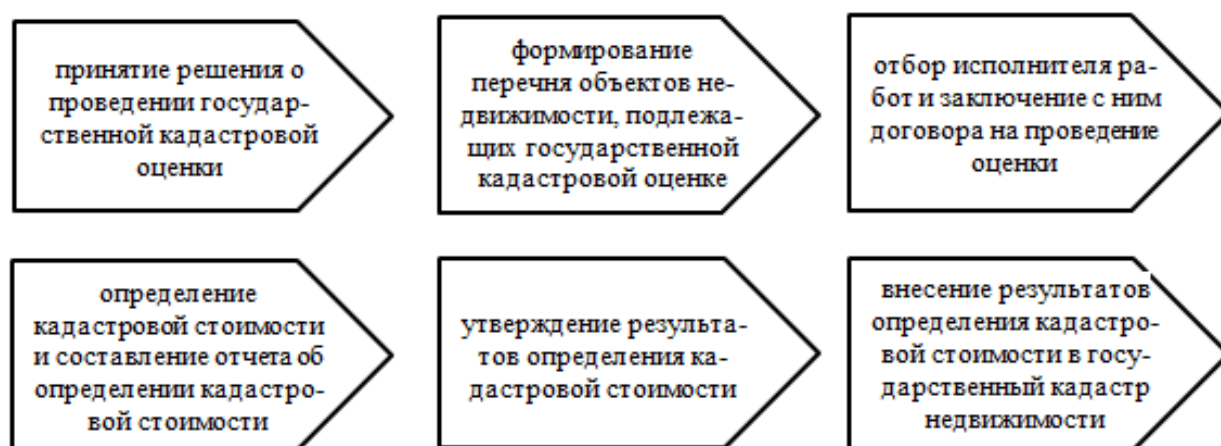 принятие решения о
проведении государ-
ственной кадастровой
оценки
формирование
перечня объектов не-
движимости, подлежа-
щих государственной
кадастровой оценке
отбор исполнителя ра-
бот и заключение с ним
договора на проведение
оценки
определение
кадастровой стоимости
и составление отчета об
определении кадастро-
вой стоимости
утверждение результа-
тов определения ка-
дастровой стоимости
внесение результатов
определения кадастро-
вой стоимости в госу-
дарственный кадастр
недвижимости